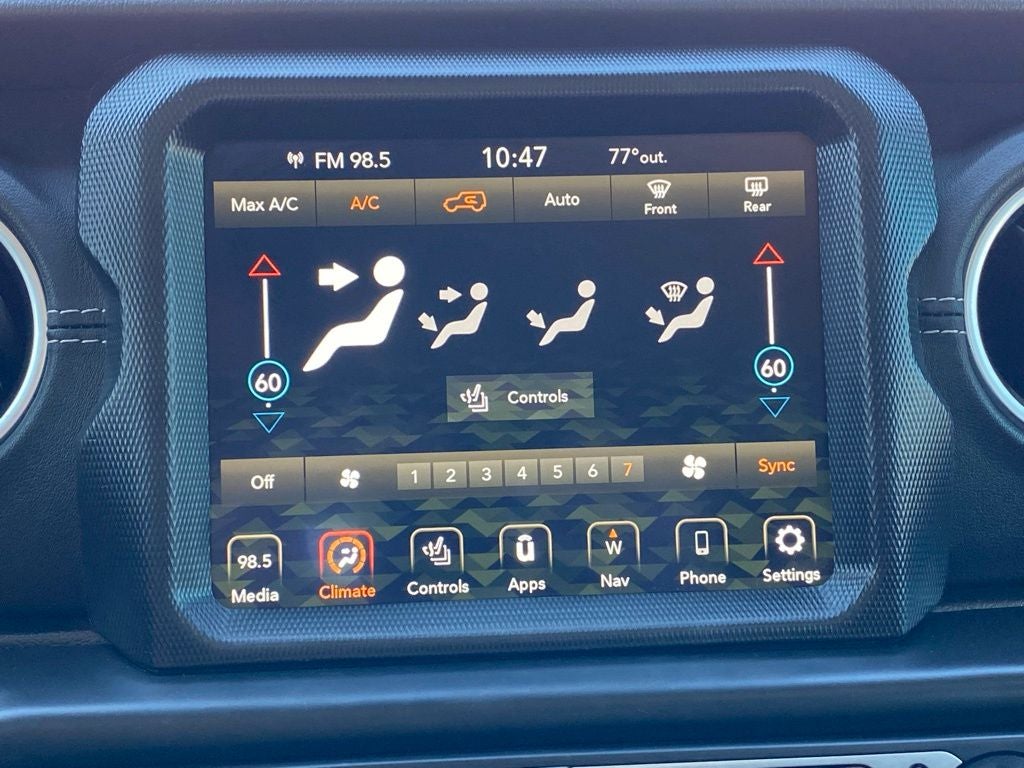 FM 98.5 10:47 77°out.
Max A/C A/C Auto Front Rear
60 60
Controls
Off 1 2 3 4 5 6 7 Sync
98.5 W
Media Climate Controls Apps Nav Phone Settings